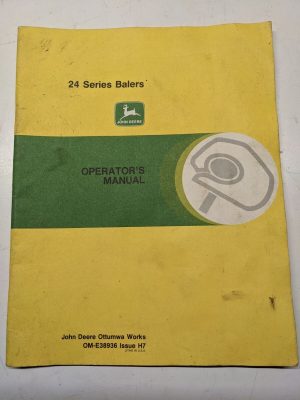 24 Series Balers
JOHN DEERE
OPERATOR'S
MANUAL
John Deere Ottumwa Works
OM-E38936 Issue H7